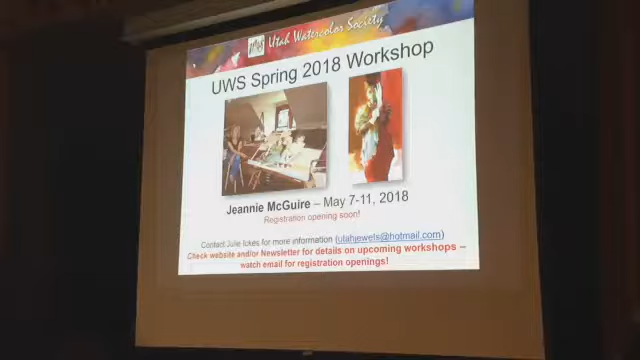 Utah Watercolor Society
UWS Spring 2018 Workshop
Jeannie McGuire – May 7-11, 2018
Registration opening soon!
Contact Julie Ickes for more information (utahjewels@hotmail.com)
Check website and/or Newsletter for details on upcoming workshops –
watch email for registration openings!